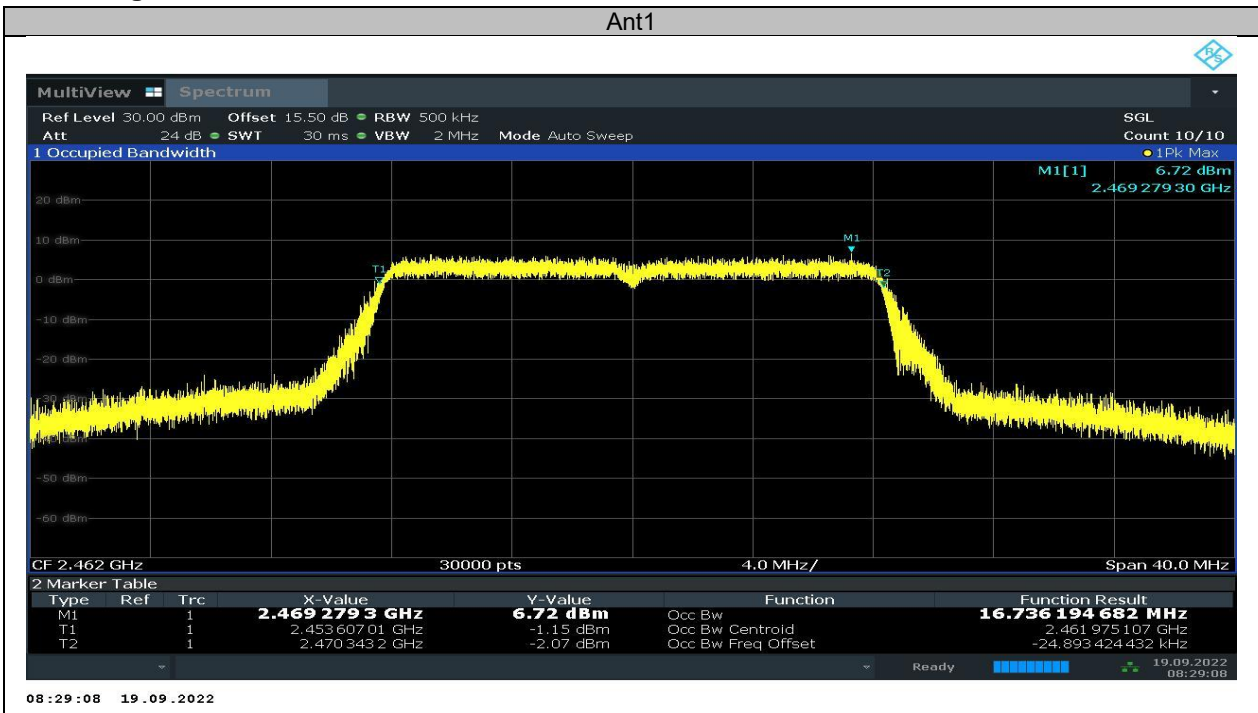 Ant1
R&S
MultiView Spectrum
Ref Level 30.00 dBm Offset 15.50 dB RBW 500 kHz SGL
Att 24 dB SWT 30 ms VBW 2 MHz Mode Auto Sweep Count 10/10
1 Occupied Bandwidth 1Pk Max
M1[1] 6.72 dBm
2.469 279 30 GHz
20 dBm
10 dBm
M1
T1
T2
0 dBm
-10 dBm
-20 dBm
-50 dBm
-60 dBm
CF 2.462 GHz 30000 pts 4.0 MHz/ Span 40.0 MHz
2 Marker Table
Type Ref Trc X-Value Y-Value Function Function Result
M1 1 2.469 279 3 GHz 6.72 dBm Occ Bw 16.736 194 682 MHz
T1 1 2.453 607 01 GHz -1.15 dBm Occ Bw Centroid 2.461 975 107 GHz
T2 1 2.470 343 2 GHz -2.07 dBm Occ Bw Freq Offset -24.893 424 432 kHz
Ready 19.09.2022
08:29:08
08:29:08 19.09.2022